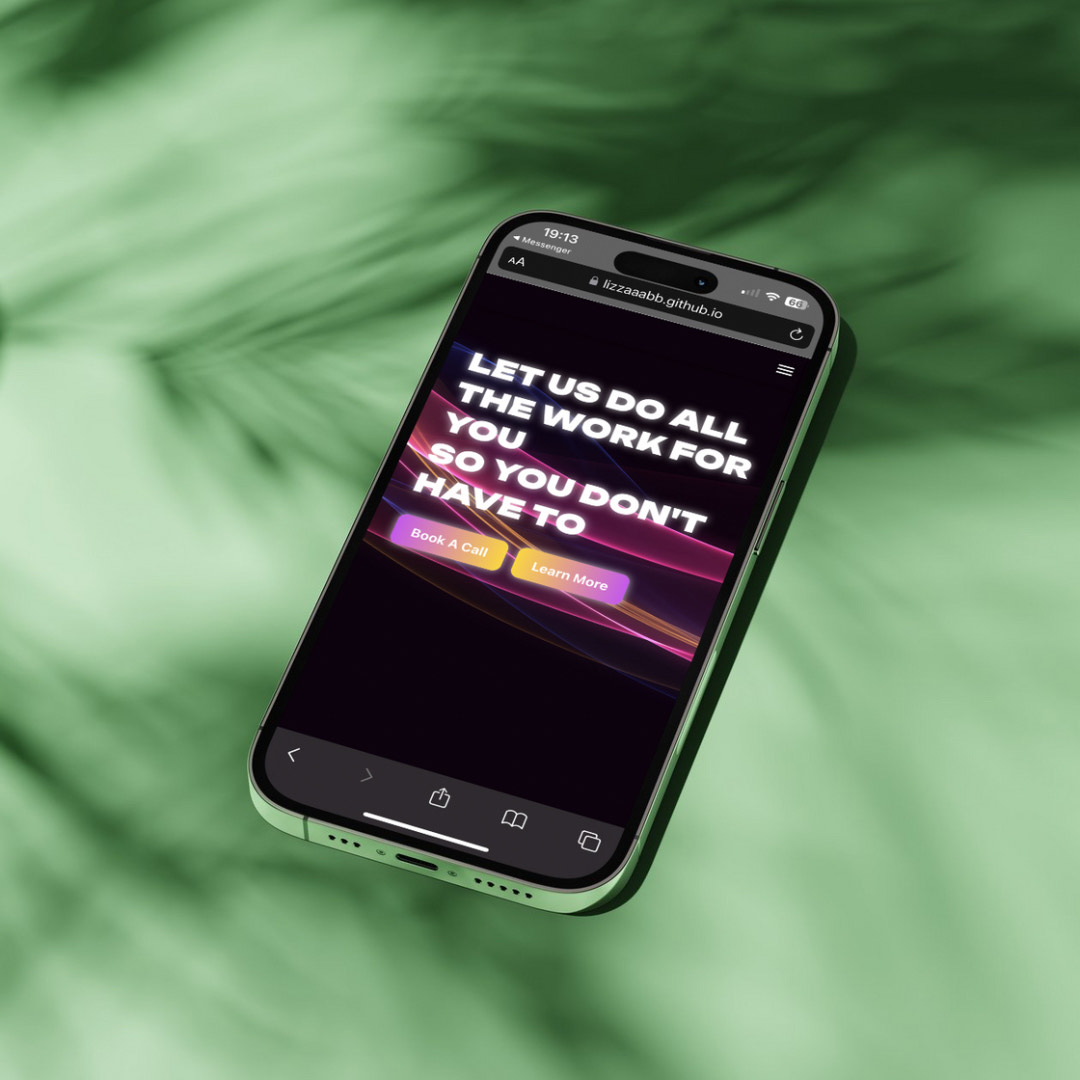 19:13
Messenger
AA
lizzaaabb.github.io
66
LET US DO ALL
THE WORK FOR
YOU
SO YOU DON'T
HAVE TO
Book A Call
Learn More